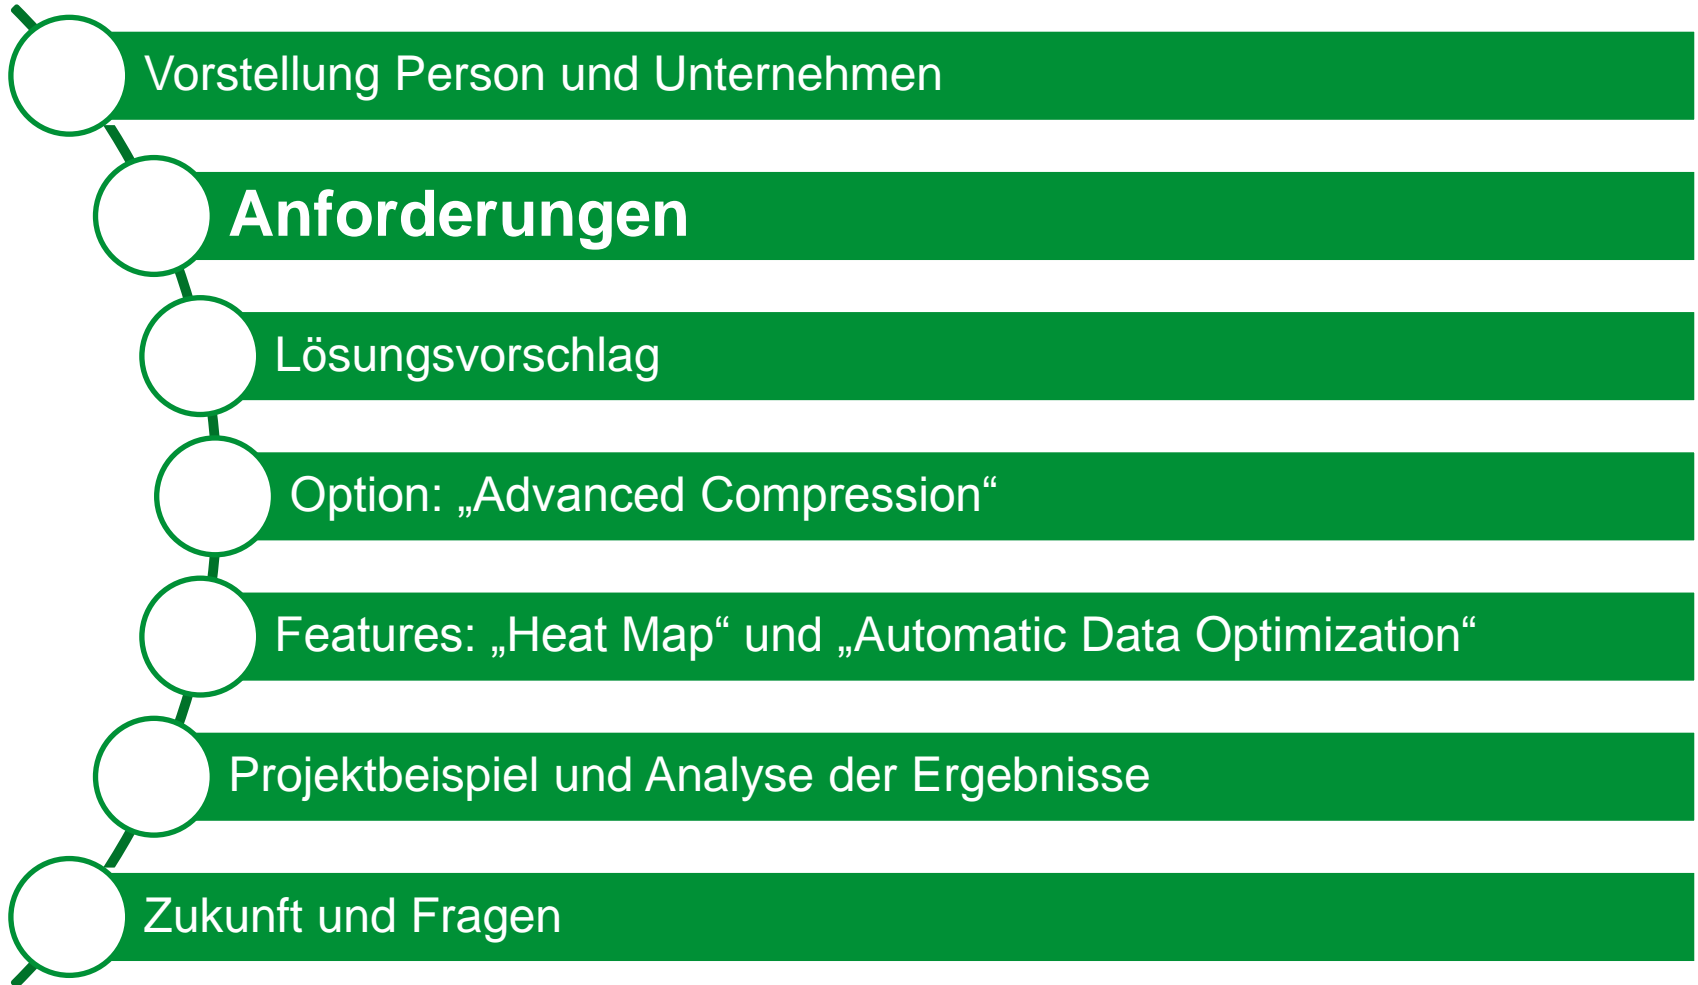 Vorstellung Person und Unternehmen
Anforderungen
Lösungsvorschlag
Option: „Advanced Compression“
Features: „Heat Map“ und „Automatic Data Optimization“
Projektbeispiel und Analyse der Ergebnisse
Zukunft und Fragen